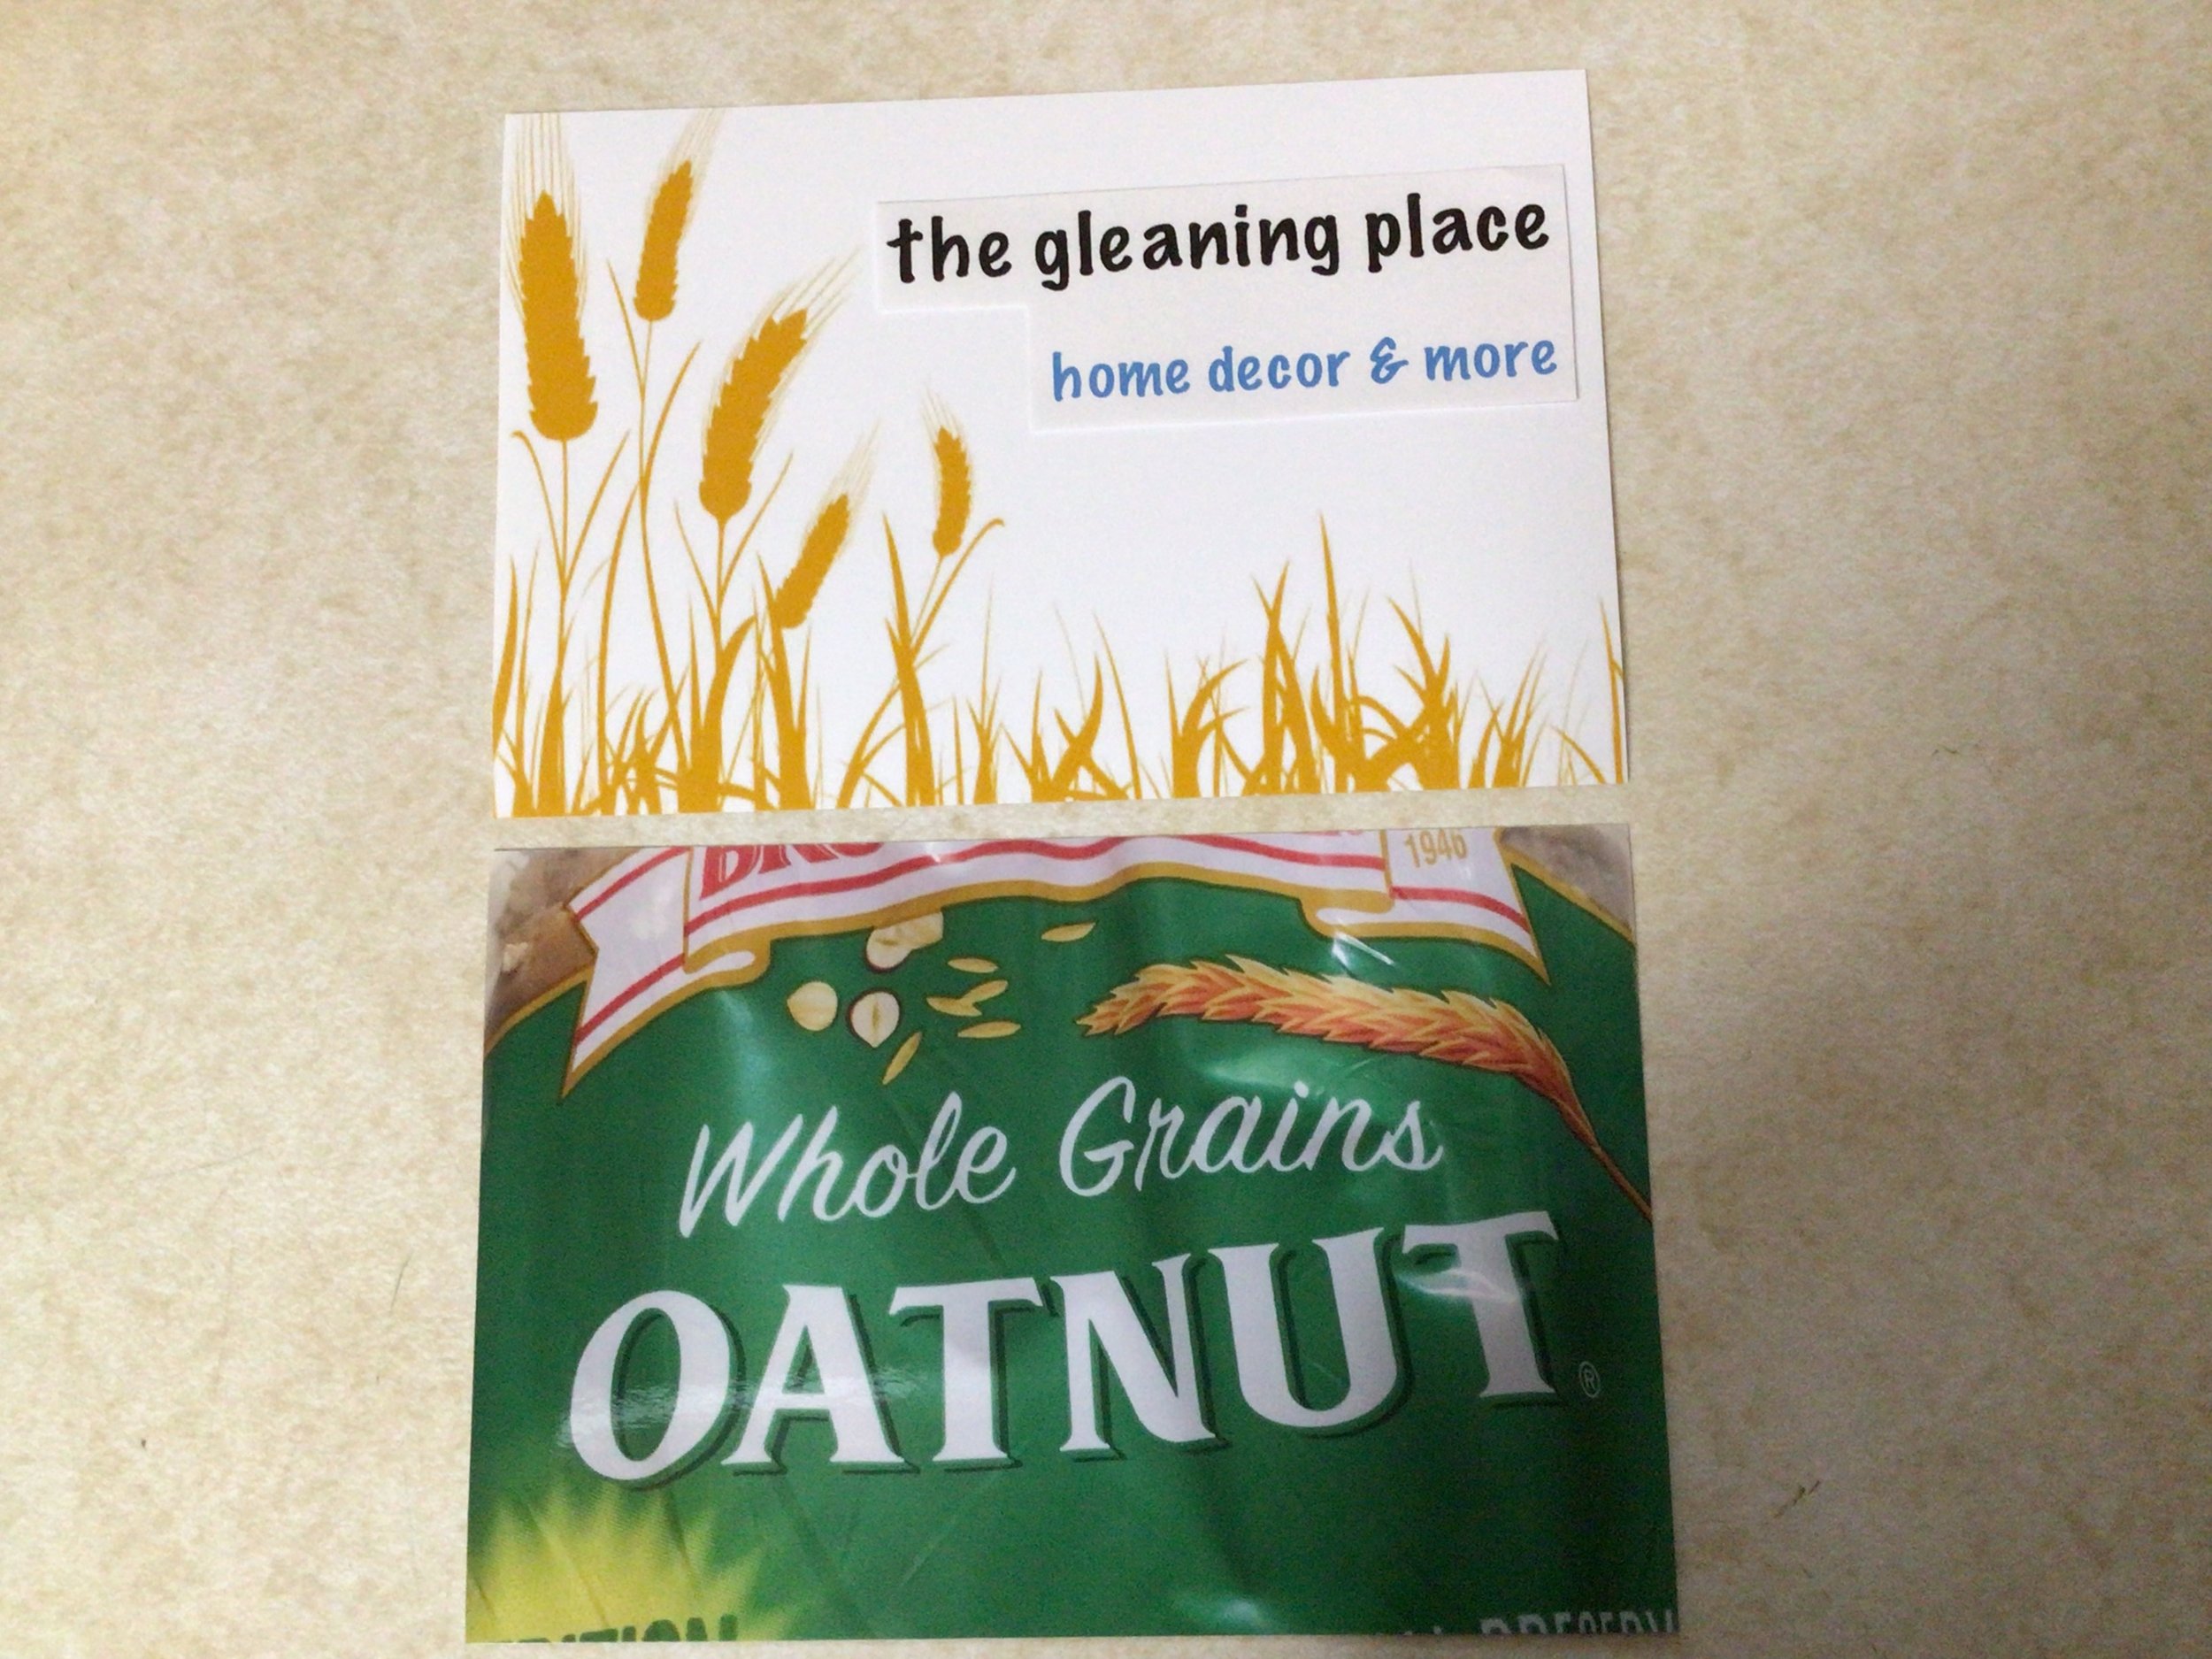 the gleaning place
home decor & more
1946
Whole Grains
OATNUT®